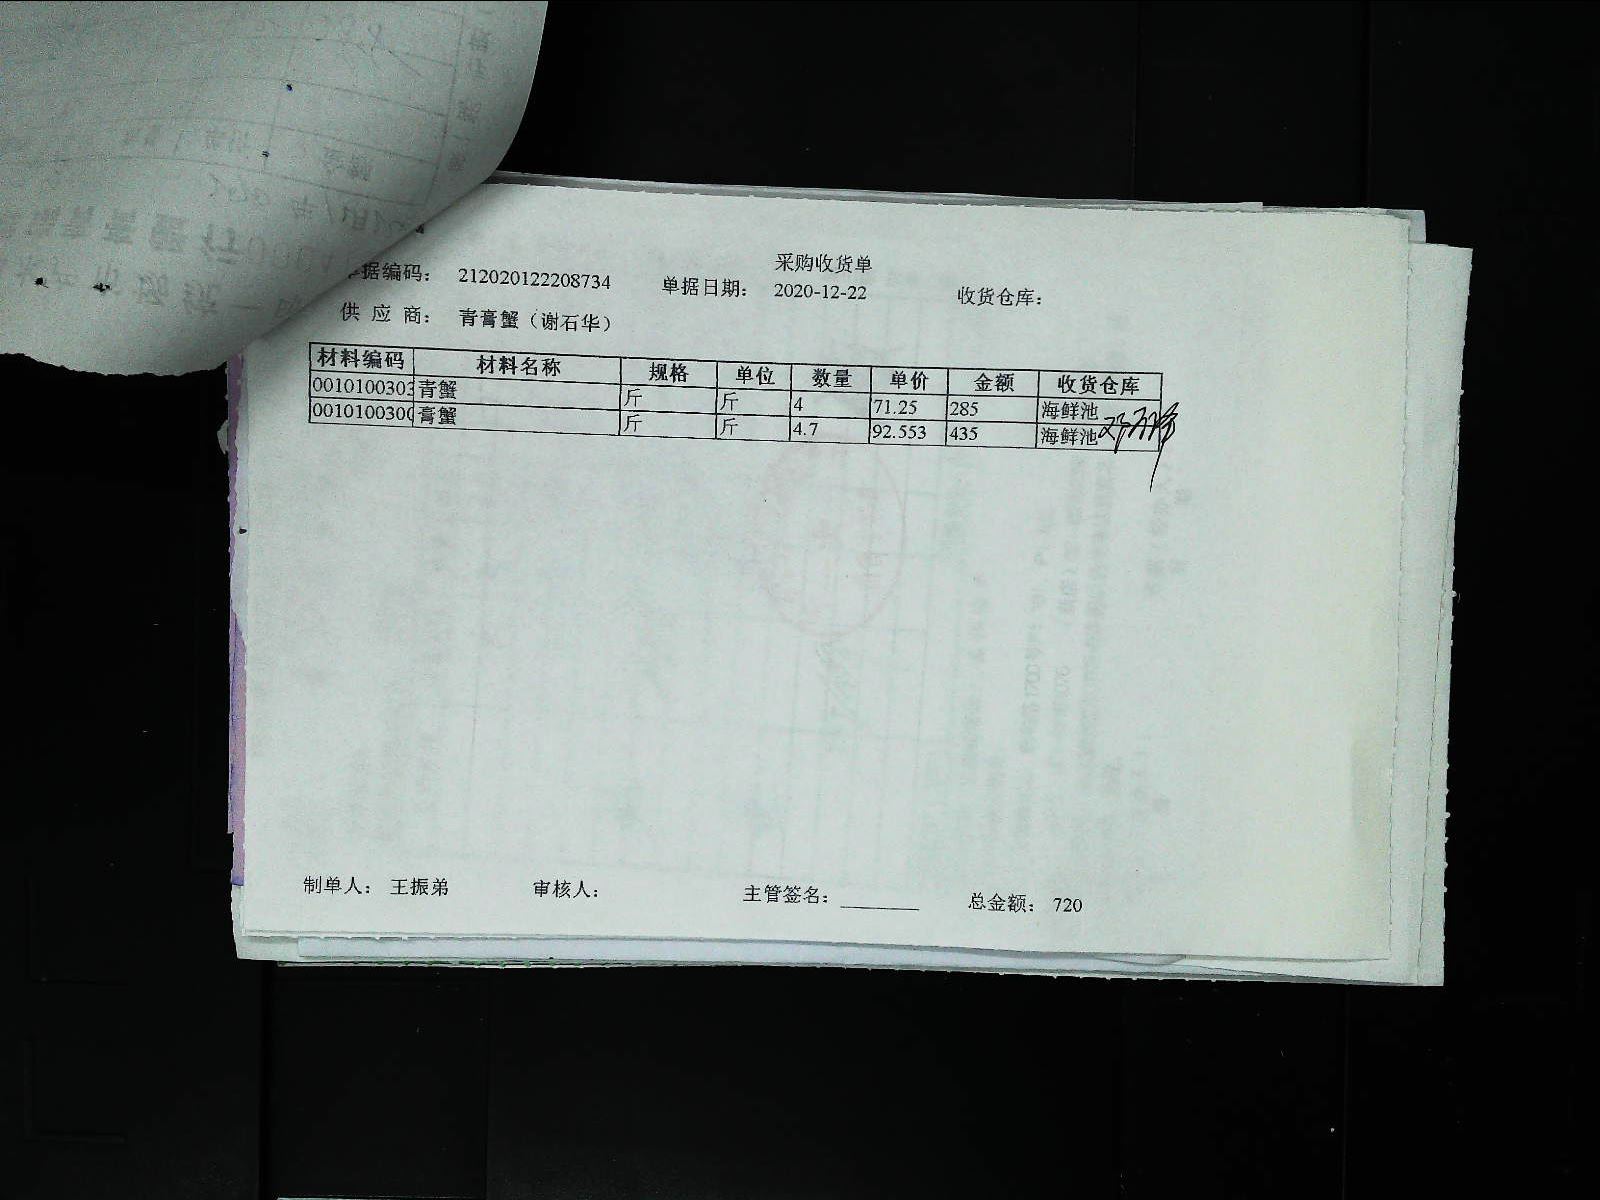 采购收货单
单据编码： 212020122208734 单据日期： 2020-12-22 收货仓库：
供 应 商： 青膏蟹（谢石华）
材料编码 材料名称 规格 单位 数量 单价 金额 收货仓库
0010100303 青蟹 斤 斤 4 71.25 285 海鲜池
0010100300 膏蟹 斤 斤 4.7 92.553 435 海鲜池
制单人： 王振弟 审核人： 主管签名： 总金额： 720